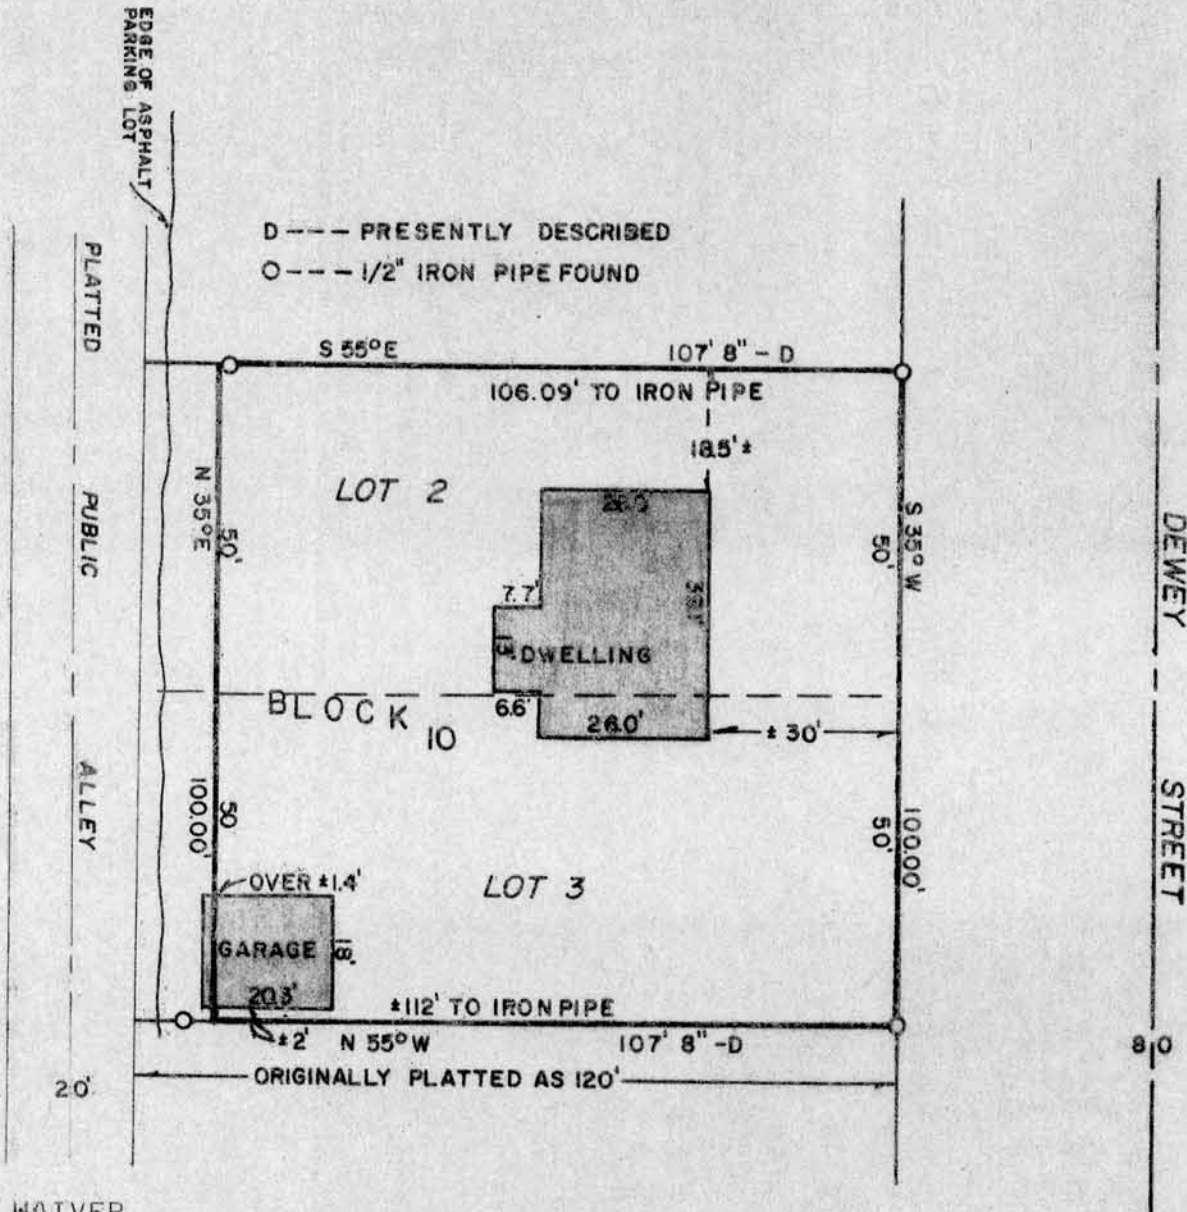 EDGE OF ASPHALT
PARKING LOT
D --- PRESENTLY DESCRIBED
O --- 1/2" IRON PIPE FOUND
PLATTED
PUBLIC
ALLEY
20'
S 55° E
107' 8" - D
106.09' TO IRON PIPE
18.5' ±
LOT 2
N 35° E
50'
S 35° W
50'
DEWEY
STREET
80
26.0
7.7'
13'
DWELLING
6.6'
26.0'
± 30'
BLOCK 10
50
100.00'
50'
100.00'
OVER ±1.4'
LOT 3
GARAGE
18'
20.3'
±112' TO IRON PIPE
±2'
N 55° W
107' 8" -D
ORIGINALLY PLATTED AS 120'
WAIVER